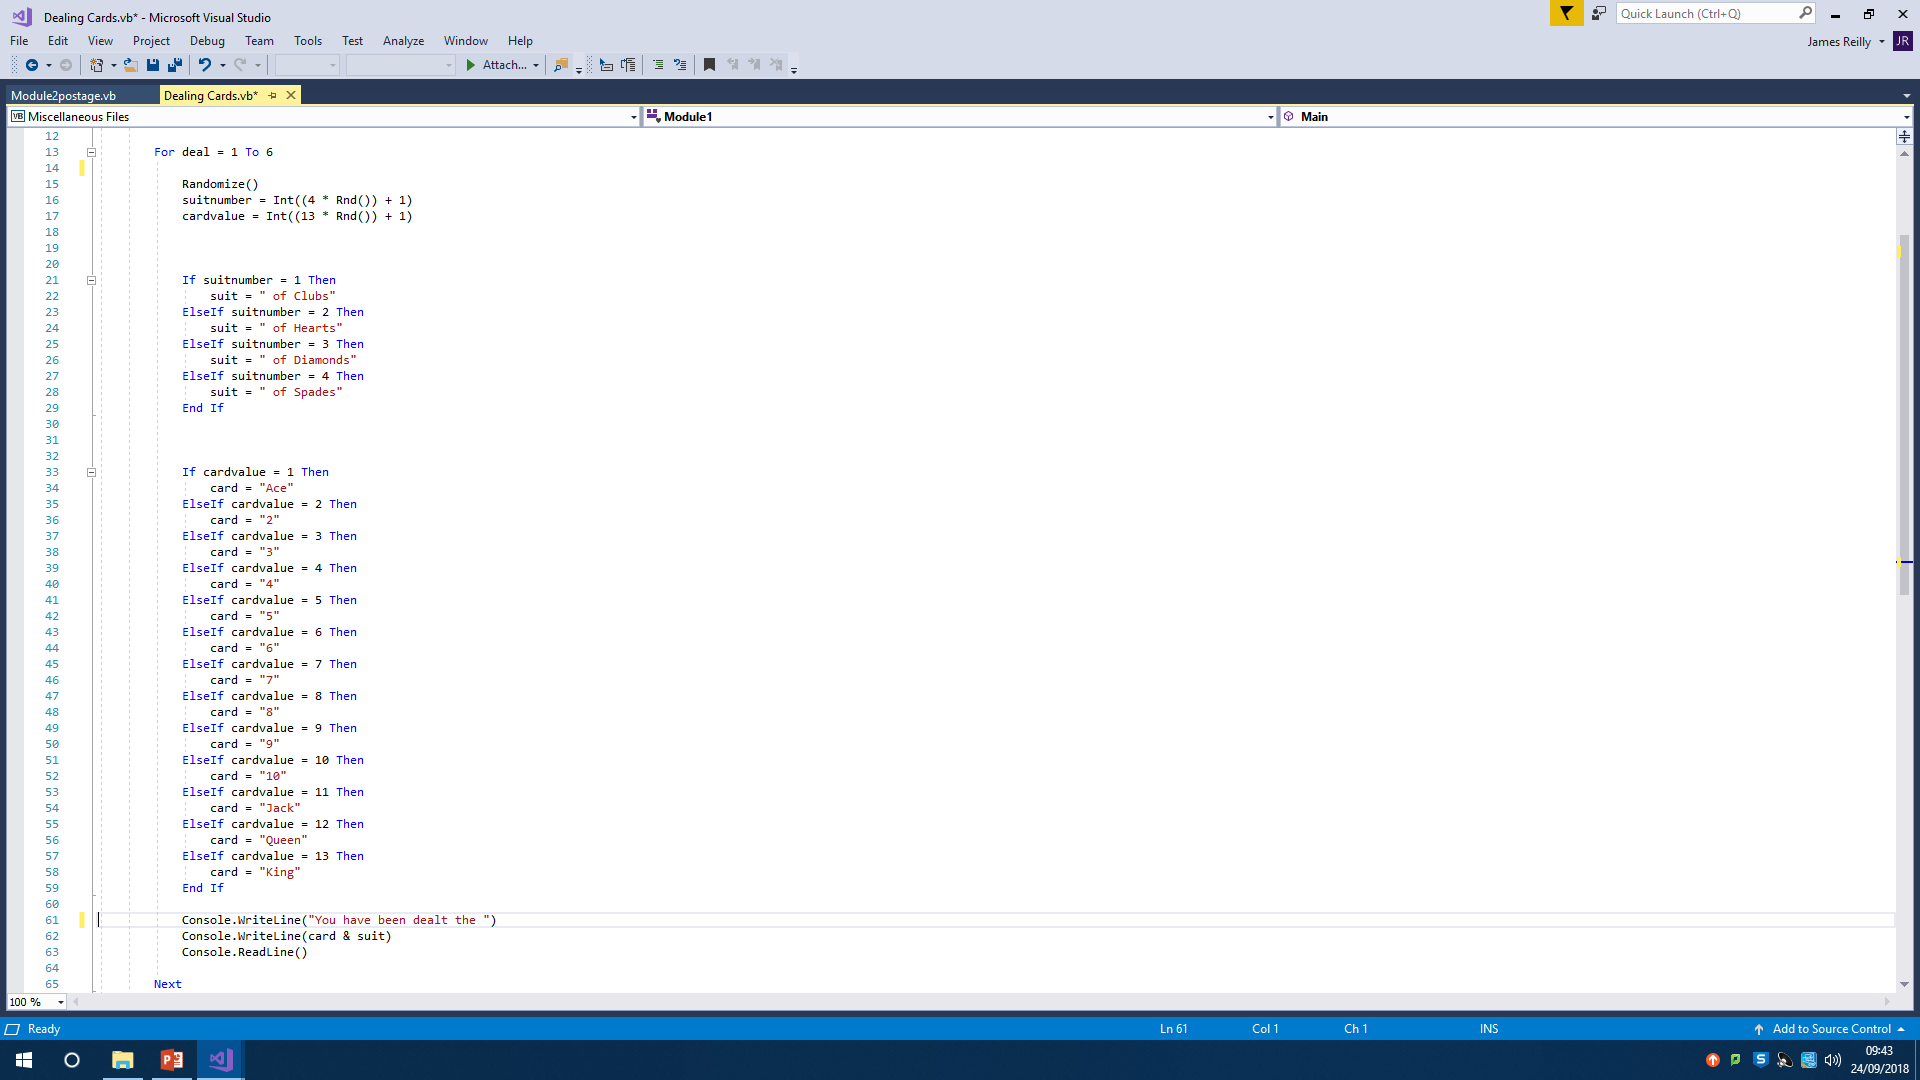 Dealing Cards.vb* - Microsoft Visual Studio
Quick Launch (Ctrl+Q)
File Edit View Project Debug Team Tools Test Analyze Window Help
James Reilly JR
Attach...
Module2postage.vb Dealing Cards.vb*
VB Miscellaneous Files Module1 Main
12
13 For deal = 1 To 6
14
15 Randomize()
16 suitnumber = Int((4 * Rnd()) + 1)
17 cardvalue = Int((13 * Rnd()) + 1)
18
19
20
21 If suitnumber = 1 Then
22 suit = " of Clubs"
23 ElseIf suitnumber = 2 Then
24 suit = " of Hearts"
25 ElseIf suitnumber = 3 Then
26 suit = " of Diamonds"
27 ElseIf suitnumber = 4 Then
28 suit = " of Spades"
29 End If
30
31
32
33 If cardvalue = 1 Then
34 card = "Ace"
35 ElseIf cardvalue = 2 Then
36 card = "2"
37 ElseIf cardvalue = 3 Then
38 card = "3"
39 ElseIf cardvalue = 4 Then
40 card = "4"
41 ElseIf cardvalue = 5 Then
42 card = "5"
43 ElseIf cardvalue = 6 Then
44 card = "6"
45 ElseIf cardvalue = 7 Then
46 card = "7"
47 ElseIf cardvalue = 8 Then
48 card = "8"
49 ElseIf cardvalue = 9 Then
50 card = "9"
51 ElseIf cardvalue = 10 Then
52 card = "10"
53 ElseIf cardvalue = 11 Then
54 card = "Jack"
55 ElseIf cardvalue = 12 Then
56 card = "Queen"
57 ElseIf cardvalue = 13 Then
58 card = "King"
59 End If
60
61 Console.WriteLine("You have been dealt the ")
62 Console.WriteLine(card & suit)
63 Console.ReadLine()
64
65 Next
100 %
Ready Ln 61 Col 1 Ch 1 INS Add to Source Control
09:43
24/09/2018